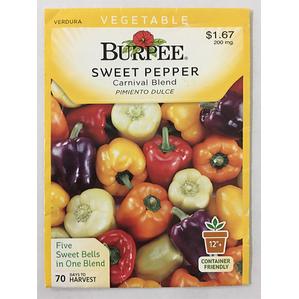 VERDURA
VEGETABLE
BURPEE
$1.67
200 mg.
SWEET PEPPER
Carnival Blend
PIMIENTO DULCE
Five
Sweet Bells
in One Blend
70 DAYS TO HARVEST
12"+
CONTAINER
FRIENDLY